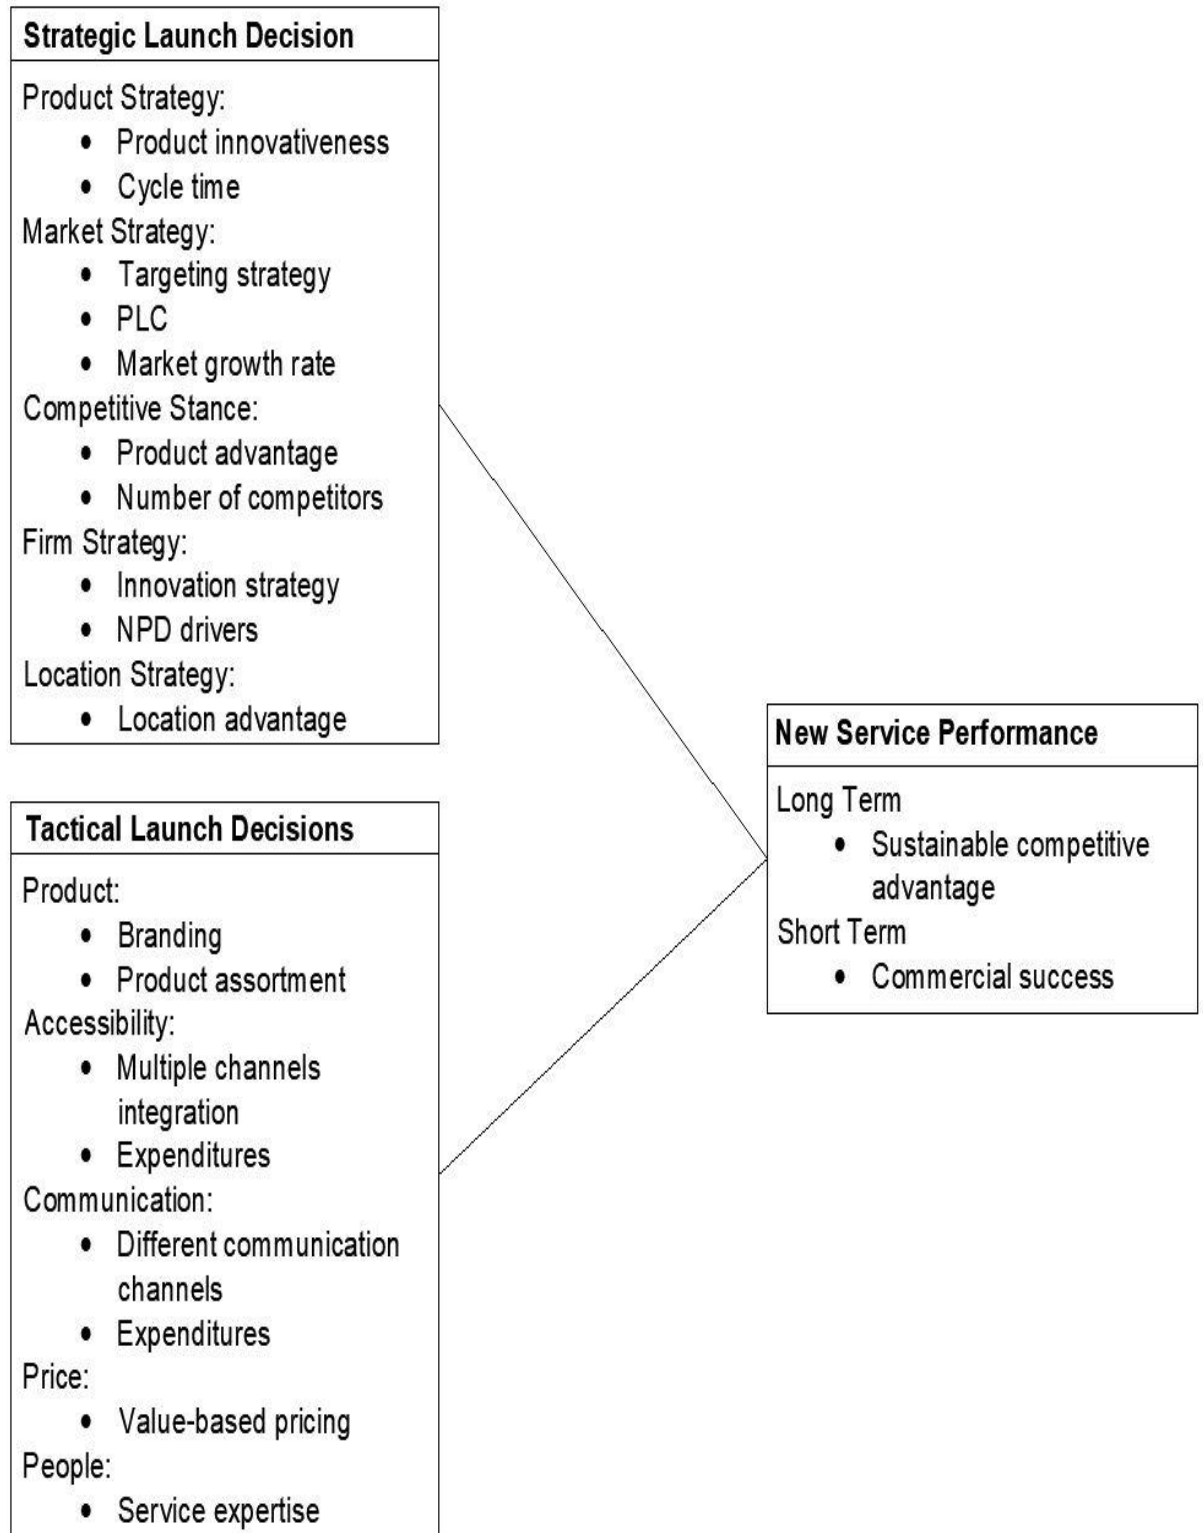 Strategic Launch Decision
Product Strategy:
• Product innovativeness
• Cycle time
Market Strategy:
• Targeting strategy
• PLC
• Market growth rate
Competitive Stance:
• Product advantage
• Number of competitors
Firm Strategy:
• Innovation strategy
• NPD drivers
Location Strategy:
• Location advantage
Tactical Launch Decisions
Product:
• Branding
• Product assortment
Accessibility:
• Multiple channels
integration
• Expenditures
Communication:
• Different communication
channels
• Expenditures
Price:
• Value-based pricing
People:
• Service expertise
New Service Performance
Long Term
• Sustainable competitive
advantage
Short Term
• Commercial success